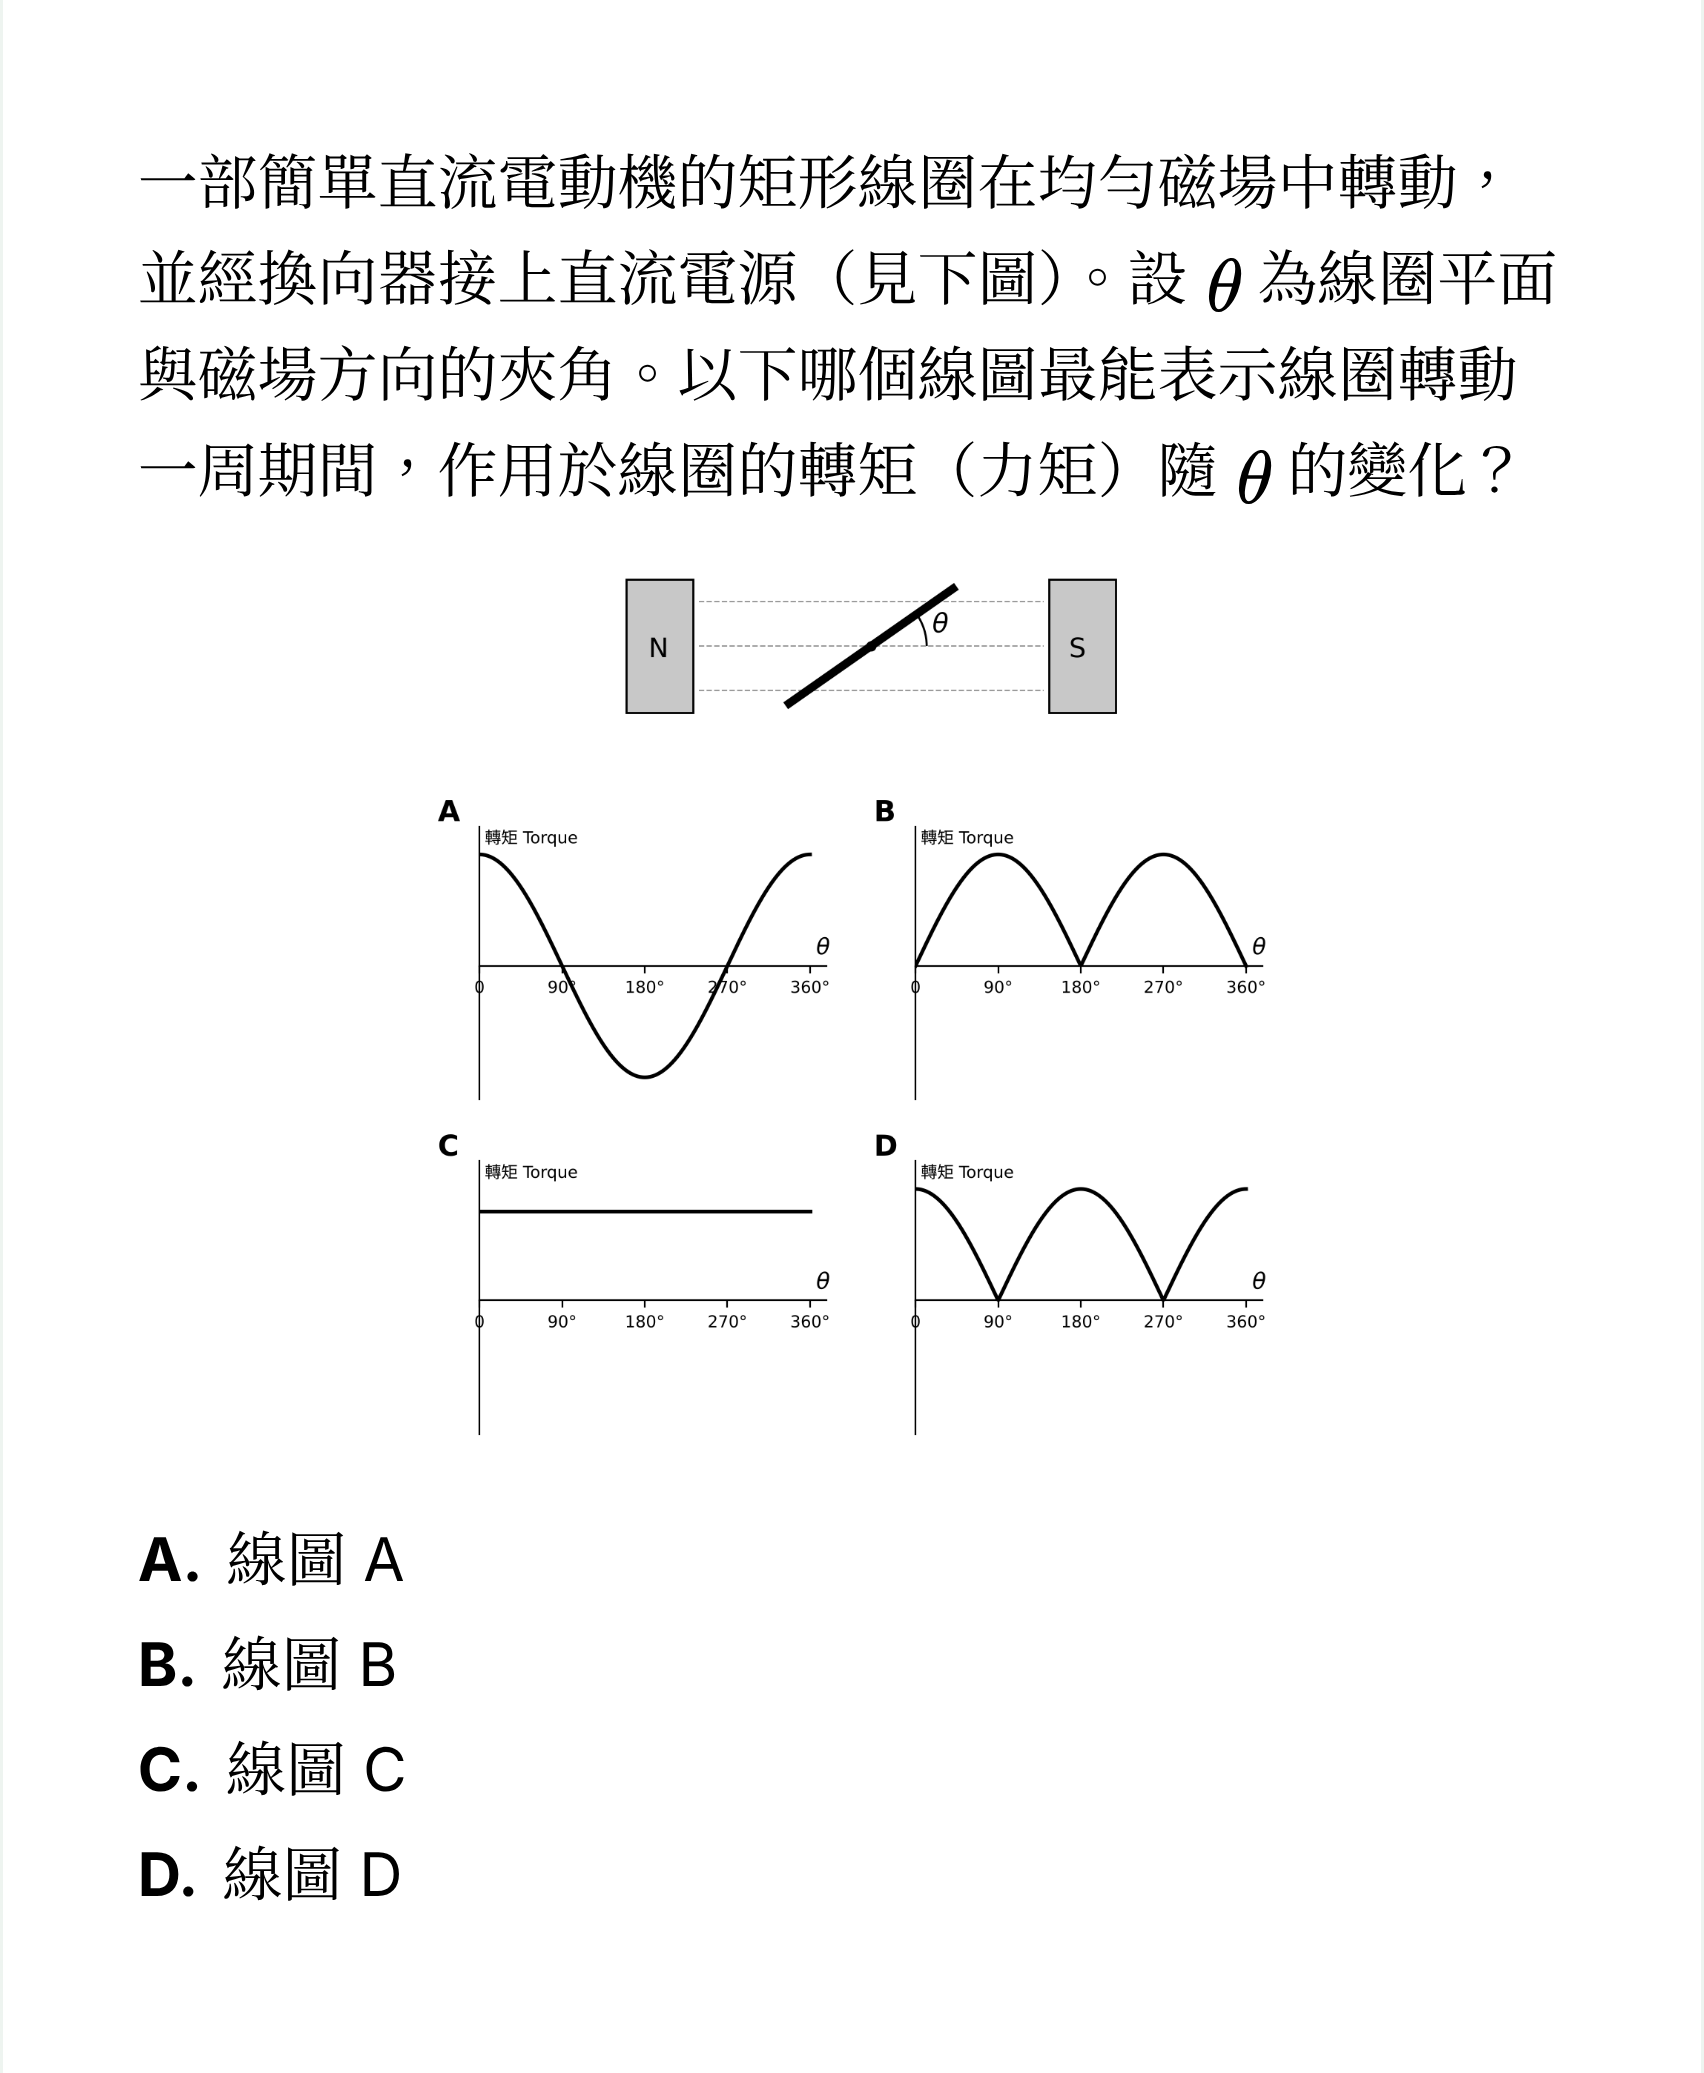 一部簡單直流電動機的矩形線圈在均勻磁場中轉動，
並經換向器接上直流電源（見下圖）。設 θ 為線圈平面
與磁場方向的夾角。以下哪個線圖最能表示線圈轉動
一周期間，作用於線圈的轉矩（力矩）隨 θ 的變化？
N θ S
A B
轉矩 Torque 轉矩 Torque
θ θ
0 90° 180° 270° 360° 0 90° 180° 270° 360°
C D
轉矩 Torque 轉矩 Torque
θ θ
0 90° 180° 270° 360° 0 90° 180° 270° 360°
A. 線圖 A
B. 線圖 B
C. 線圖 C
D. 線圖 D